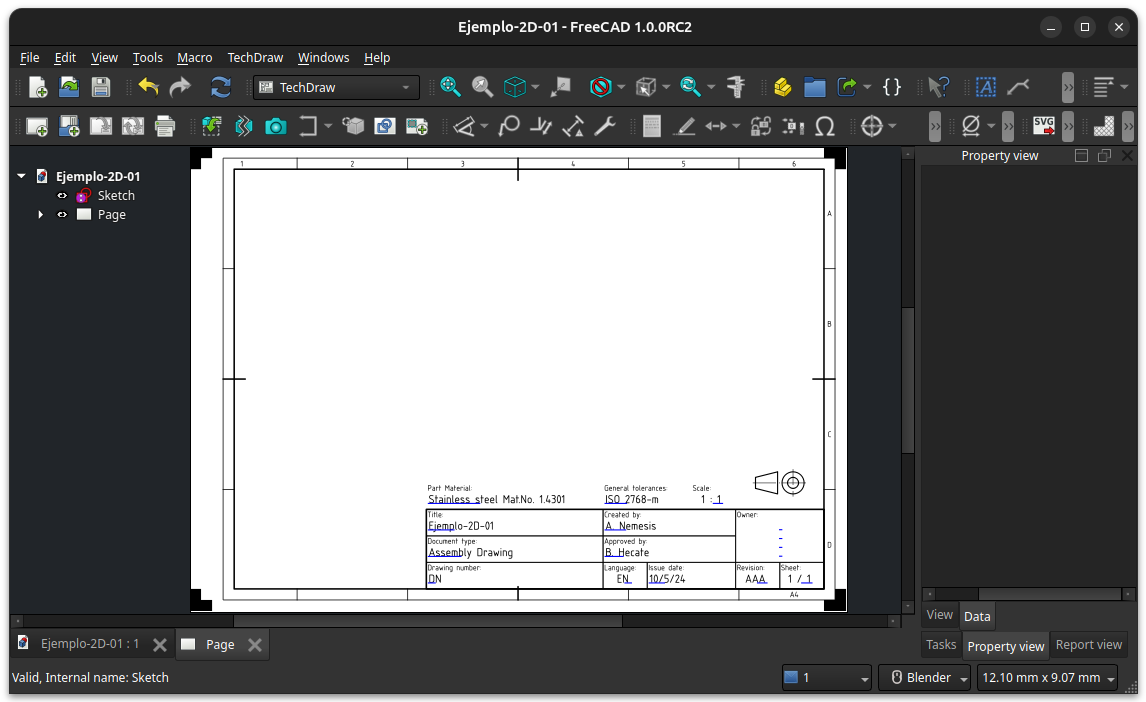 Ejemplo-2D-01 - FreeCAD 1.0.0RC2
File Edit View Tools Macro TechDraw Windows Help
TechDraw
SVG
Ejemplo-2D-01
Sketch
Page
Property view
1 2 3 4 5 6
A
B
C
D
Part Material:
Stainless steel Mat.No. 1.4301
General tolerances:
ISO 2768-m
Scale:
1 : 1
Title:
Ejemplo-2D-01
Created by:
A. Nemesis
Owner:
Document type:
Assembly Drawing
Approved by:
B. Hecate
Drawing number:
DN
Language:
EN
Issue date:
10/5/24
Revision:
AAA
Sheet:
1 / 1
A4
View Data
Tasks Property view Report view
Ejemplo-2D-01 : 1 Page
Valid, Internal name: Sketch
1 Blender 12.10 mm x 9.07 mm